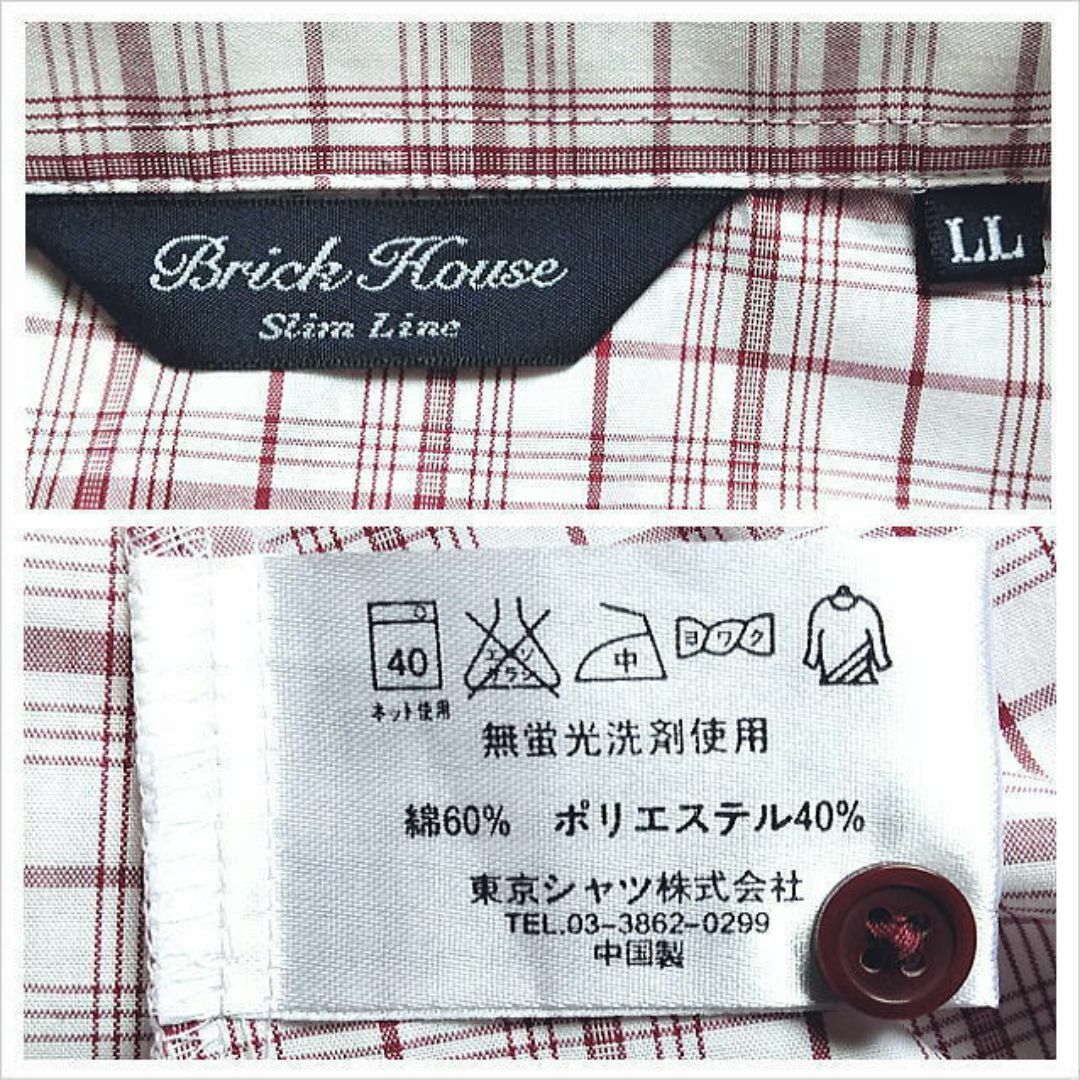 Brick House
Slim Line
LL
40
エンソ
サラシ
中
ヨワク
ネット使用
無蛍光洗剤使用
綿60% ポリエステル40%
東京シャツ株式会社
TEL.03-3862-0299
中国製